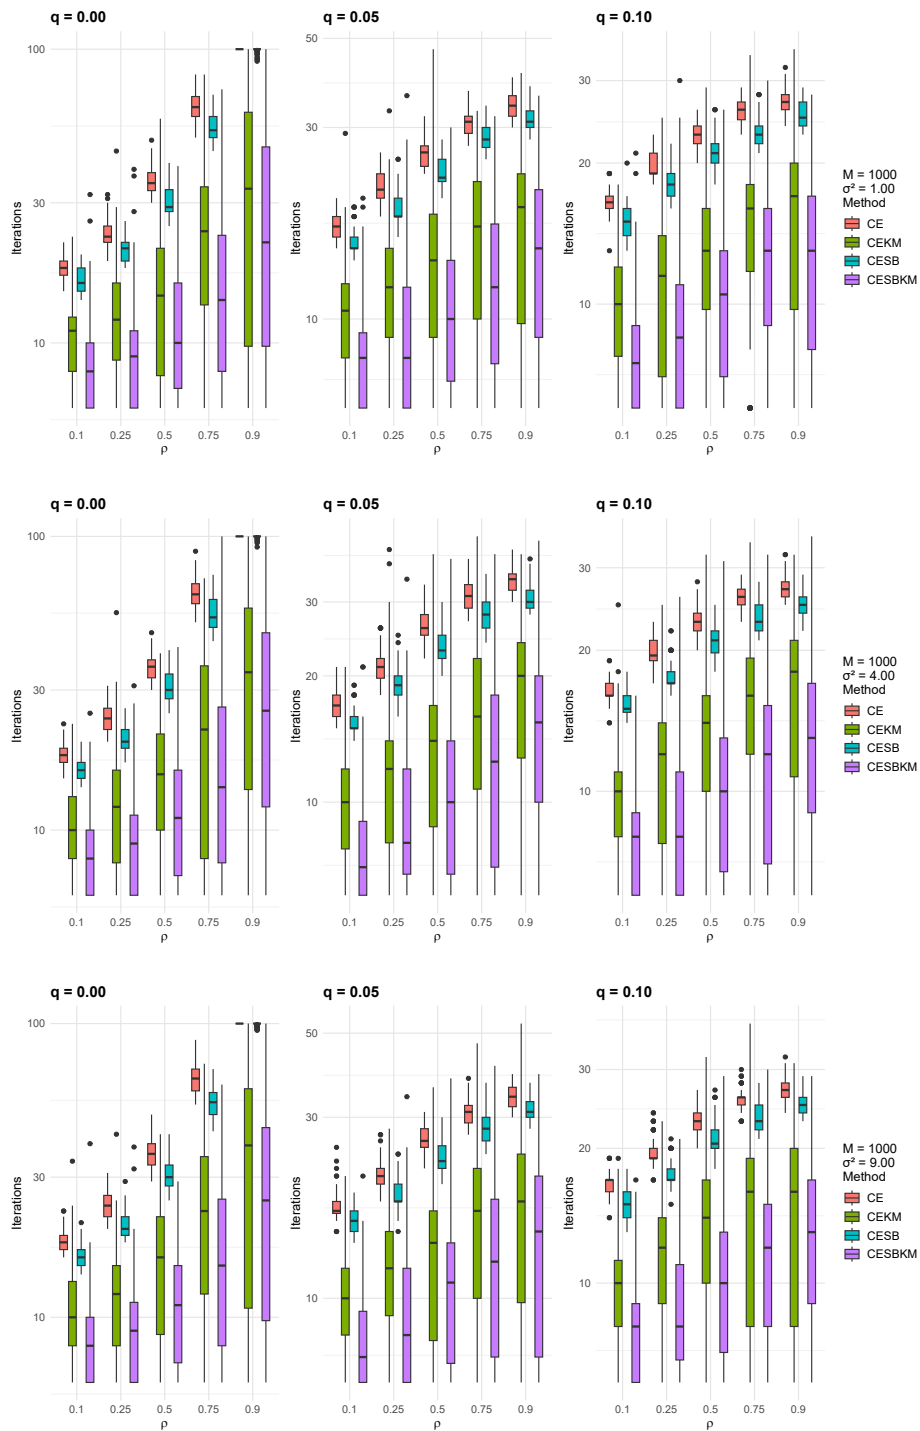 q = 0.00
q = 0.05
q = 0.10
Iterations
100
30
10
0.1 0.25 0.5 0.75 0.9
ρ
Iterations
50
30
10
0.1 0.25 0.5 0.75 0.9
ρ
Iterations
30
20
10
0.1 0.25 0.5 0.75 0.9
ρ
M = 1000
σ² = 1.00
Method
CE
CEKM
CESB
CESBKM
q = 0.00
q = 0.05
q = 0.10
Iterations
100
30
10
0.1 0.25 0.5 0.75 0.9
ρ
Iterations
30
20
10
0.1 0.25 0.5 0.75 0.9
ρ
Iterations
30
20
10
0.1 0.25 0.5 0.75 0.9
ρ
M = 1000
σ² = 4.00
Method
CE
CEKM
CESB
CESBKM
q = 0.00
q = 0.05
q = 0.10
Iterations
100
30
10
0.1 0.25 0.5 0.75 0.9
ρ
Iterations
50
30
10
0.1 0.25 0.5 0.75 0.9
ρ
Iterations
30
20
10
0.1 0.25 0.5 0.75 0.9
ρ
M = 1000
σ² = 9.00
Method
CE
CEKM
CESB
CESBKM